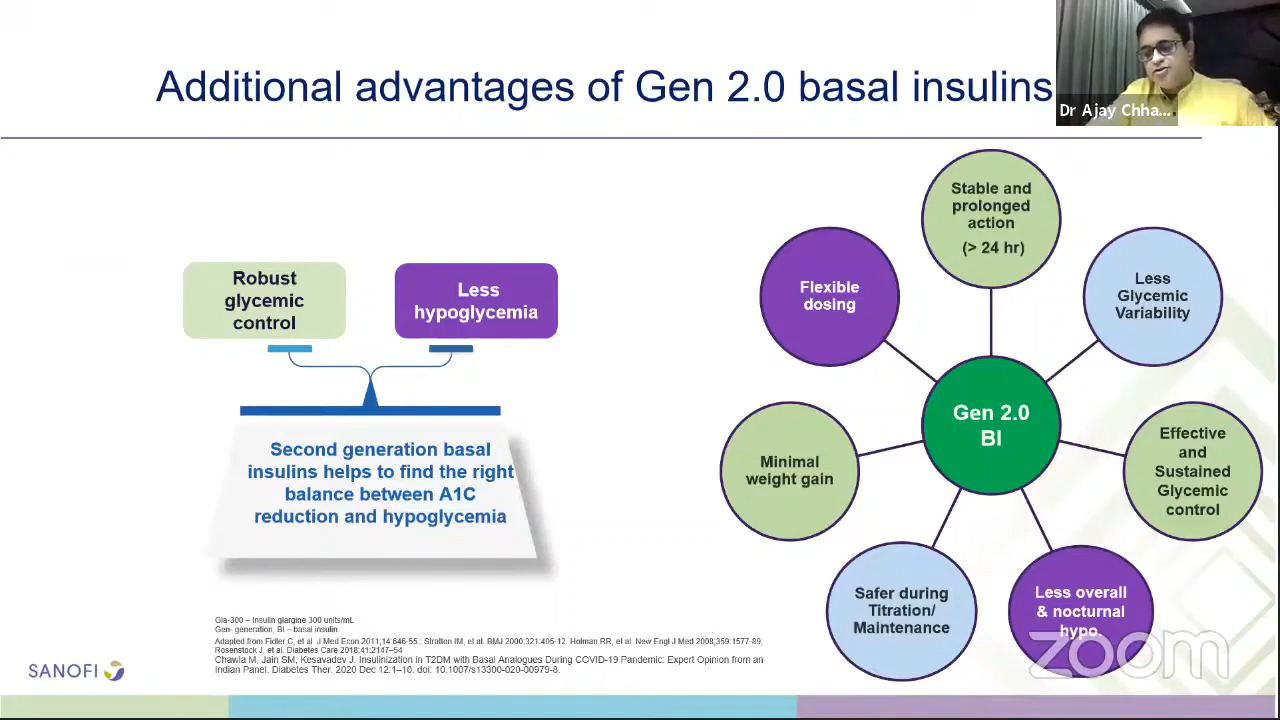 Additional advantages of Gen 2.0 basal insulins
Dr Ajay Chha...
Robust
glycemic
control
Less
hypoglycemia
Second generation basal
insulins helps to find the right
balance between A1C
reduction and hypoglycemia
Stable and
prolonged
action
(> 24 hr)
Flexible
dosing
Less
Glycemic
Variability
Gen 2.0
BI
Minimal
weight gain
Effective
and
Sustained
Glycemic
control
Safer during
Titration/
Maintenance
Less overall
& nocturnal
hypo.
Gla-300 – Insulin glargine 300 units/mL
Gen- generation, BI – basal insulin
Adapted from Fidler C, et al. J Med Econ 2011;14:646-55.; Stratton IM, et al. BMJ 2000;321:405-12. Holman RR, et al. New Engl J Med 2008;359:1577-89;
Rosenstock J. et al. Diabetes Care 2018;41:2147–54
Chawla M, Jain SM, Kesavadev J. Insulinization in T2DM with Basal Analogues During COVID-19 Pandemic: Expert Opinion from an
Indian Panel. Diabetes Ther. 2020 Dec 12:1–10. doi: 10.1007/s13300-020-00979-8.
SANOFI
zoom